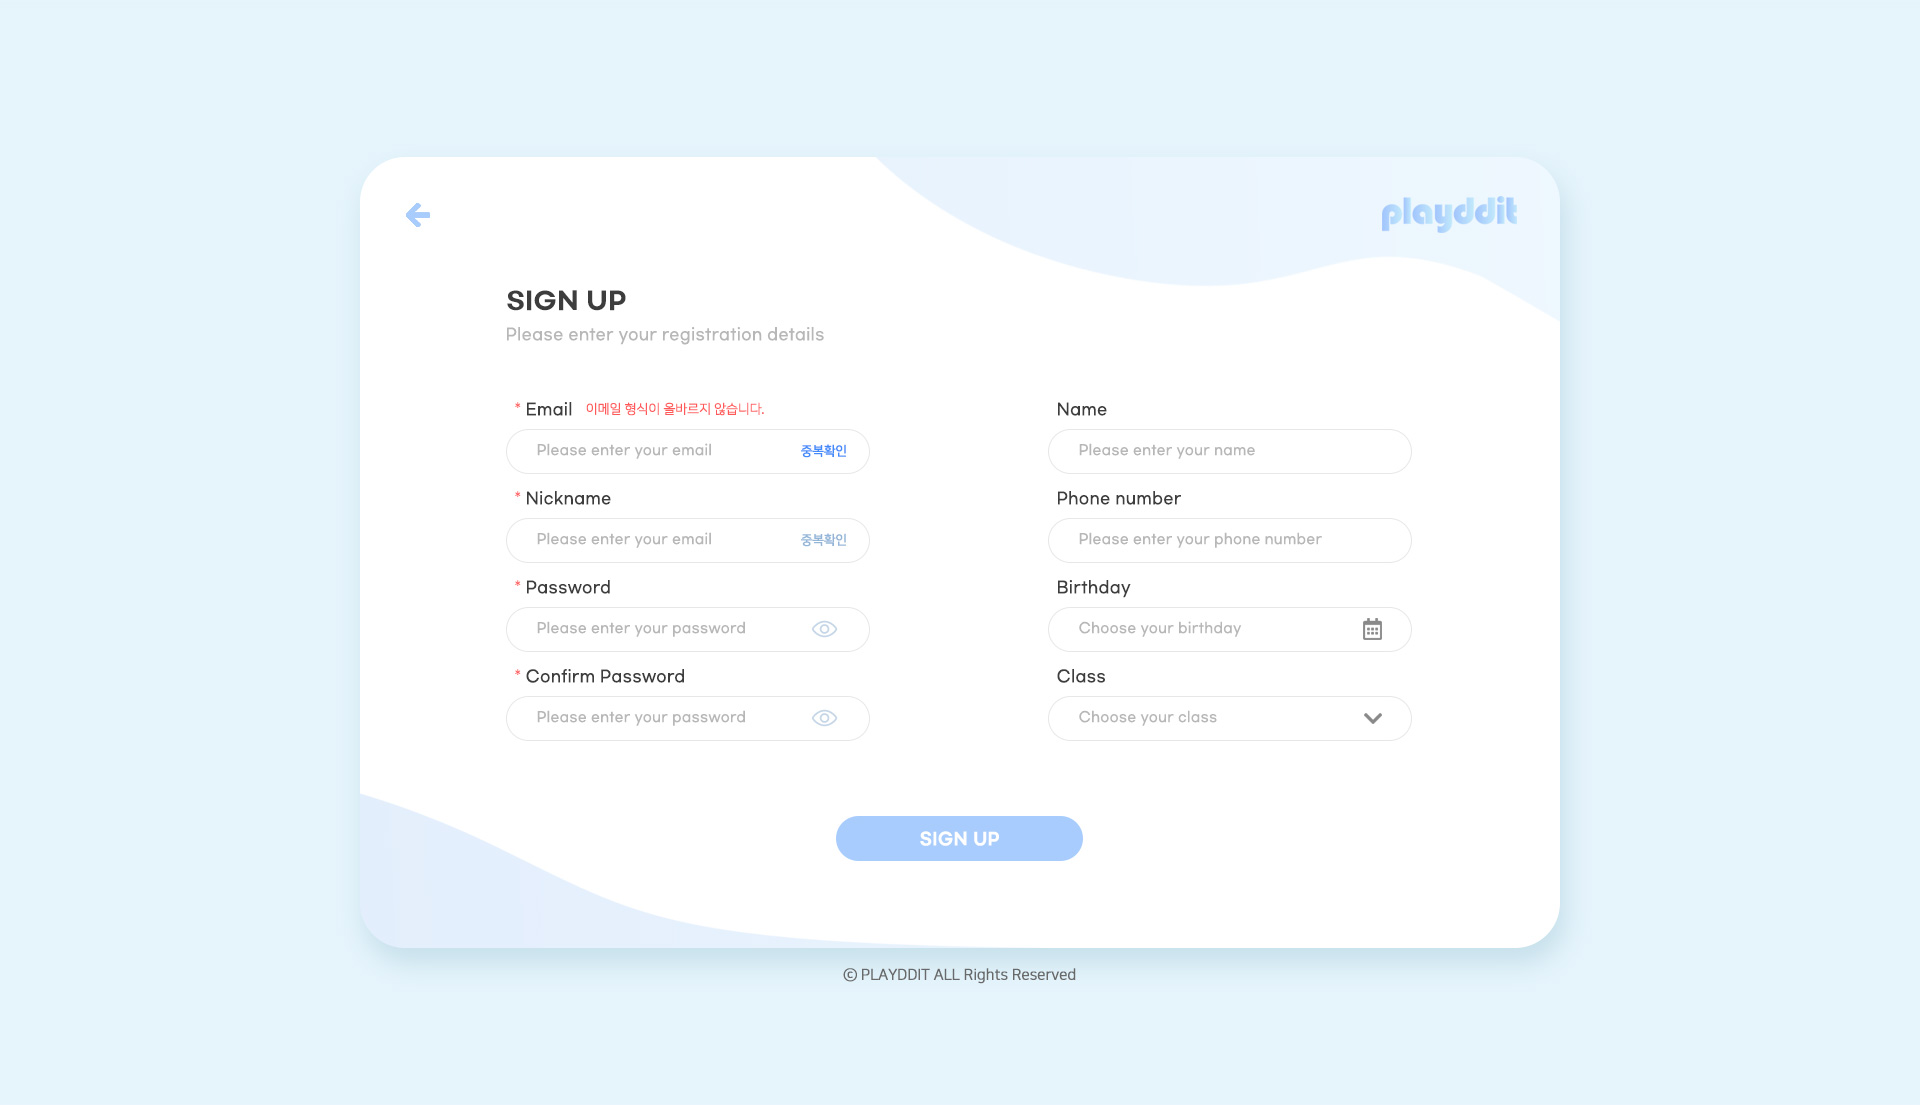 playddit
SIGN UP
Please enter your registration details
* Email 이메일 형식이 올바르지 않습니다.
Please enter your email 중복확인
* Nickname
Please enter your email 중복확인
* Password
Please enter your password
* Confirm Password
Please enter your password
Name
Please enter your name
Phone number
Please enter your phone number
Birthday
Choose your birthday
Class
Choose your class
SIGN UP
© PLAYDDIT ALL Rights Reserved